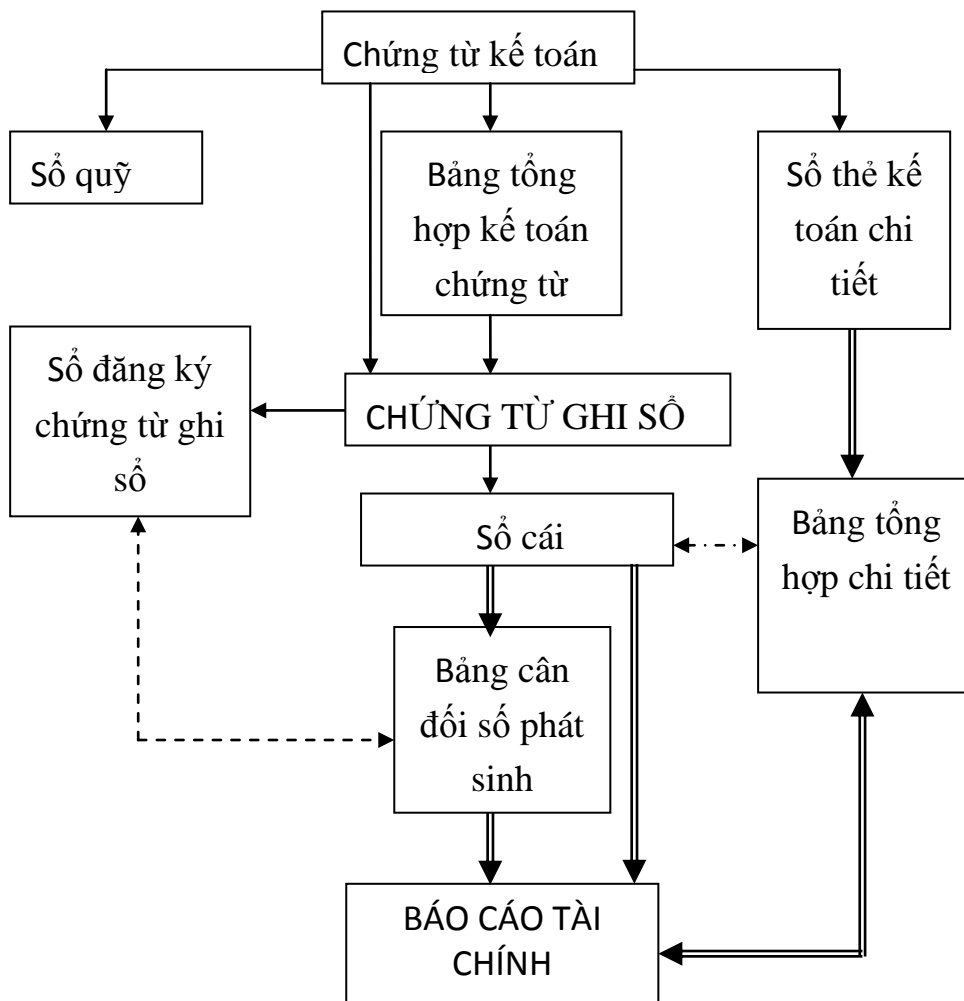 Chứng từ kế toán
Sổ quỹ
Bảng tổng
hợp kế toán
chứng từ
Sổ thẻ kế
toán chi
tiết
Sổ đăng ký
chứng từ ghi
sổ
CHỨNG TỪ GHI SỔ
Sổ cái
Bảng tổng
hợp chi tiết
Bảng cân
đối số phát
sinh
BÁO CÁO TÀI
CHÍNH